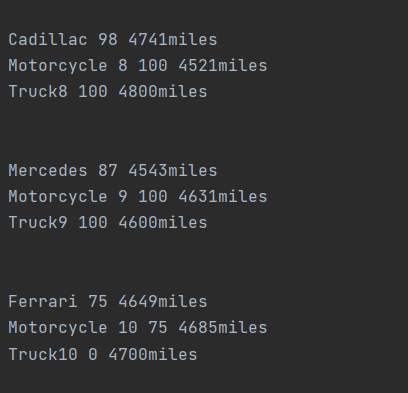 Cadillac 98 4741miles
Motorcycle 8 100 4521miles
Truck8 100 4800miles
Mercedes 87 4543miles
Motorcycle 9 100 4631miles
Truck9 100 4600miles
Ferrari 75 4649miles
Motorcycle 10 75 4685miles
Truck10 0 4700miles